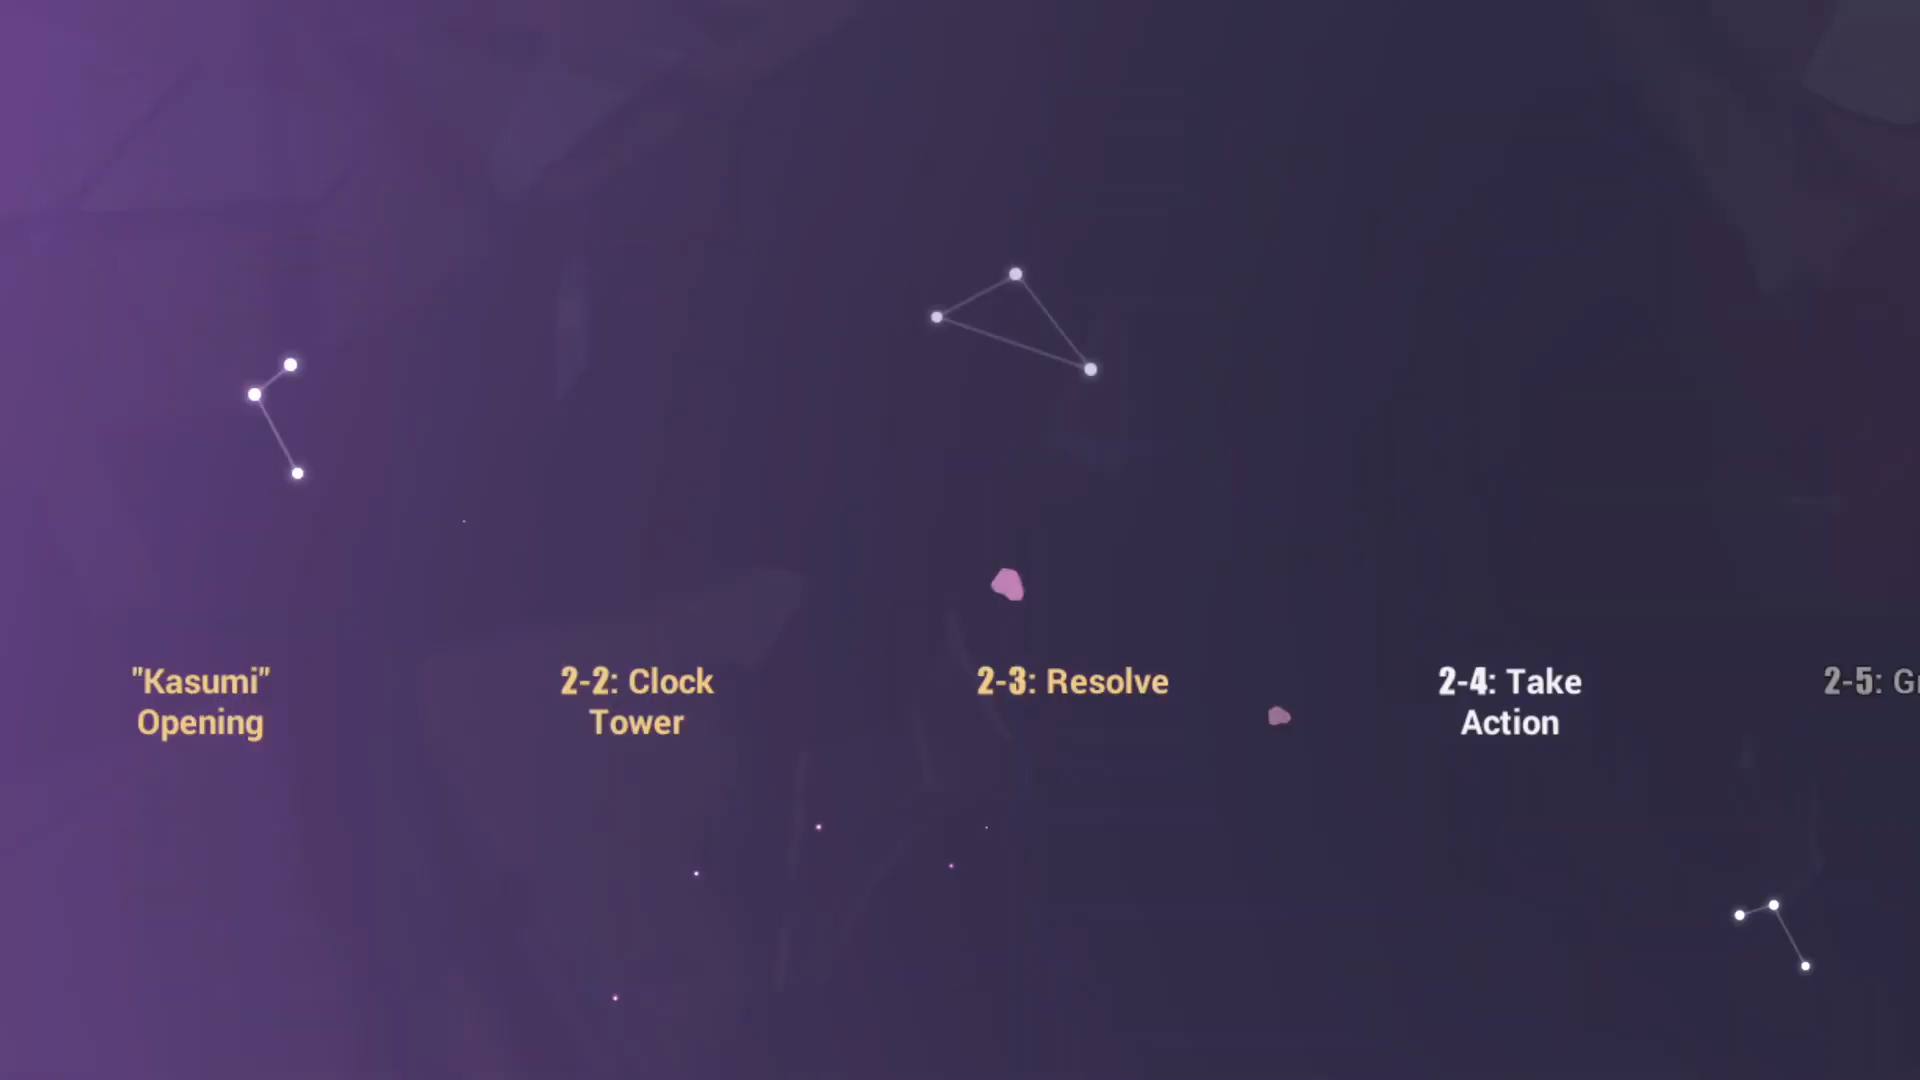 "Kasumi"
Opening
2-2: Clock
Tower
2-3: Resolve
2-4: Take
Action
2-5: